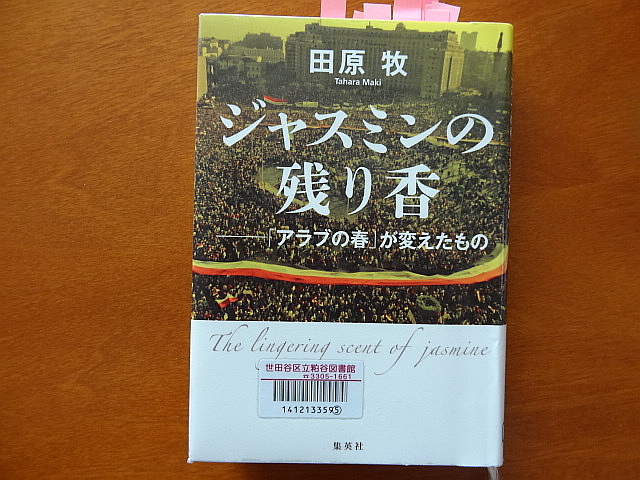 田原 牧
Tahara Maki
ジャスミンの
残り香
──「アラブの春」が変えたもの
The lingering scent of jasmine
世田谷区立粕谷図書館
☎3305-1661
1412133595
集英社